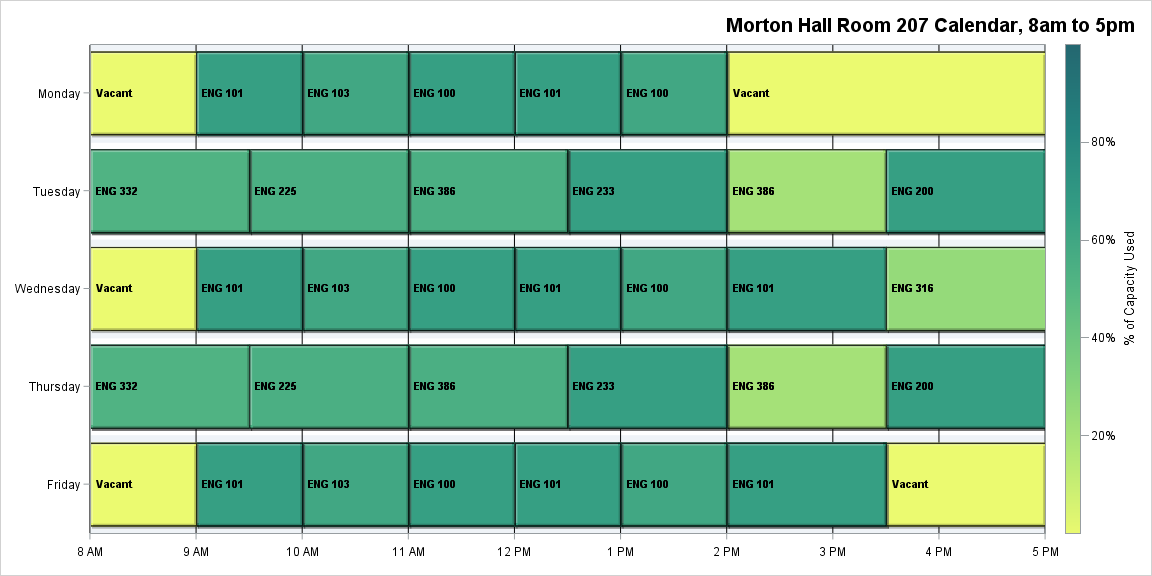 Morton Hall Room 207 Calendar, 8am to 5pm
Monday
Vacant
ENG 101
ENG 103
ENG 100
ENG 101
ENG 100
Vacant
Tuesday
ENG 332
ENG 225
ENG 386
ENG 233
ENG 386
ENG 200
Wednesday
Vacant
ENG 101
ENG 103
ENG 100
ENG 101
ENG 100
ENG 101
ENG 316
Thursday
ENG 332
ENG 225
ENG 386
ENG 233
ENG 386
ENG 200
Friday
Vacant
ENG 101
ENG 103
ENG 100
ENG 101
ENG 100
ENG 101
Vacant
8 AM
9 AM
10 AM
11 AM
12 PM
1 PM
2 PM
3 PM
4 PM
5 PM
80%
60%
40%
20%
% of Capacity Used